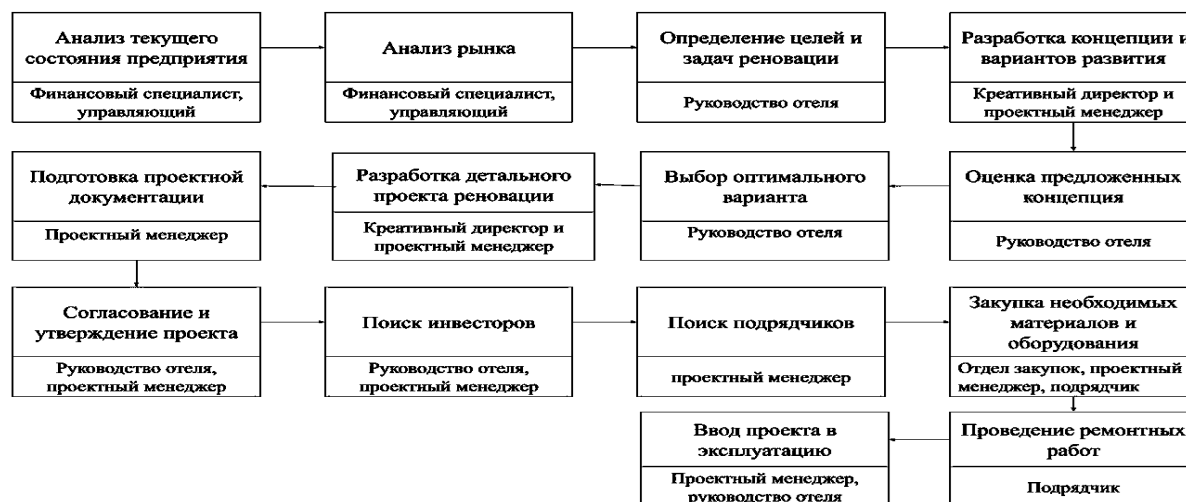 Анализ текущего
состояния предприятия
Финансовый специалист,
управляющий
Анализ рынка
Финансовый специалист,
управляющий
Определение целей и
задач реновации
Руководство отеля
Разработка концепции и
вариантов развития
Креативный директор и
проектный менеджер
Оценка предложенных
концепция
Руководство отеля
Выбор оптимального
варианта
Руководство отеля
Разработка детального
проекта реновации
Креативный директор и
проектный менеджер
Подготовка проектной
документации
Проектный менеджер
Согласование и
утверждение проекта
Руководство отеля,
проектный менеджер
Поиск инвесторов
Руководство отеля,
проектный менеджер
Поиск подрядчиков
проектный менеджер
Закупка необходимых
материалов и
оборудования
Отдел закупок, проектный
менеджер, подрядчик
Проведение ремонтных
работ
Подрядчик
Ввод проекта в
эксплуатацию
Проектный менеджер,
руководство отеля